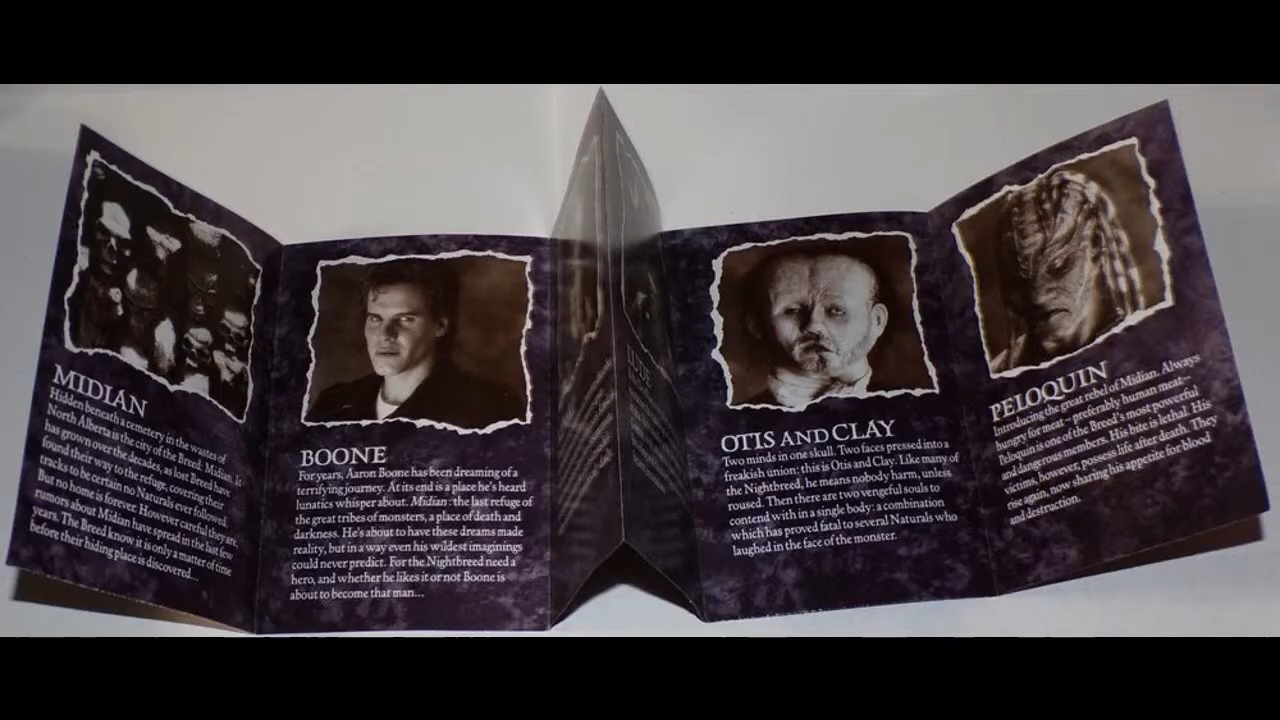 MIDIAN
Hidden beneath a cemetery in the wastes of
North Alberta is the city of the Breed: Midian. It
has grown over the decades, as lost Breed have
found their way to the refuge, covering their
tracks to be certain no Naturals ever followed.
But no home is forever. However careful they are,
rumors about Midian have spread in the last few
years. The Breed know it is only a matter of time
before their hiding place is discovered...
BOONE
For years, Aaron Boone has been dreaming of a
terrifying journey. At its end is a place he's heard
lunatics whisper about. Midian: the last refuge of
the great tribes of monsters, a place of death and
darkness. He's about to have these dreams made
reality, but in a way even his wildest imaginings
could never predict. For the Nightbreed need a
hero, and whether he likes it or not Boone is
about to become that man...
UDE
OTIS AND CLAY
Two minds in one skull. Two faces pressed into a
freakish union: this is Otis and Clay. Like many of
the Nightbreed, he means nobody harm, unless
roused. Then there are two vengeful souls to
contend with in a single body: a combination
which has proved fatal to several Naturals who
laughed in the face of the monster.
PELOQUIN
Introducing the great rebel of Midian. Always
hungry for meat -- preferably human meat --
Peloquin is one of the Breed's most powerful
and dangerous members. His bite is lethal. His
victims, however, possess life after death. They
rise again, now sharing his appetite for blood
and destruction.